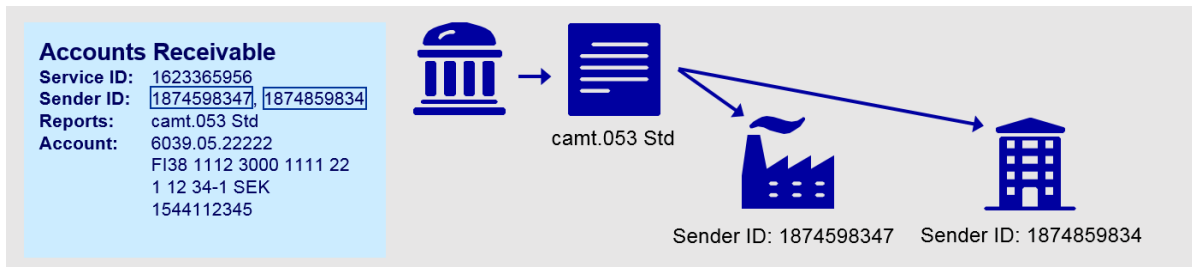 Accounts Receivable
Service ID: 1623365956
Sender ID: 1874598347, 1874859834
Reports: camt.053 Std
Account: 6039.05.22222
FI38 1112 3000 1111 22
1 12 34-1 SEK
1544112345
camt.053 Std
Sender ID: 1874598347
Sender ID: 1874859834